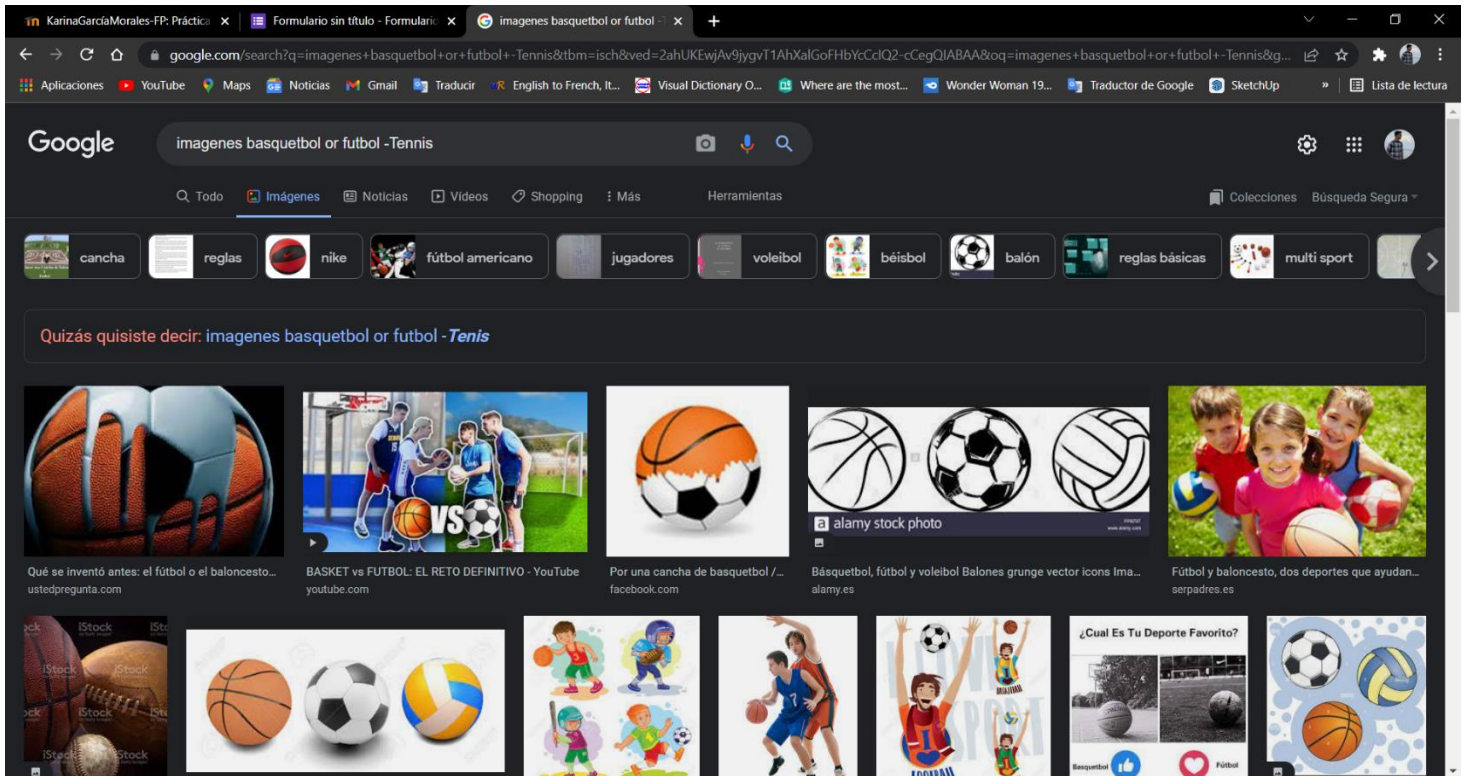 KarinaGarcíaMorales-FP: Práctica
Formulario sin título - Formulario
imagenes basquetbol or futbol -T
google.com/search?q=imagenes+basquetbol+or+futbol+-Tennis&tbm=isch&ved=2ahUKEwjAv9jygvT1AhXalGoFHbYcCclQ2-cCegQIABAA&oq=imagenes+basquetbol+or+futbol+-Tennis&g...
Aplicaciones YouTube Maps Noticias Gmail Traducir English to French, It... Visual Dictionary O... Where are the most... Wonder Woman 19... Traductor de Google SketchUp » Lista de lectura
Google imagenes basquetbol or futbol -Tennis
Todo Imágenes Noticias Vídeos Shopping Más Herramientas Colecciones Búsqueda Segura
cancha reglas nike fútbol americano jugadores voleibol béisbol balón reglas básicas multi sport
Quizás quisiste decir: imagenes basquetbol or futbol -Tenis
VS
a alamy stock photo
Qué se inventó antes: el fútbol o el baloncesto...
ustedpregunta.com
BASKET vs FUTBOL: EL RETO DEFINITIVO - YouTube
youtube.com
Por una cancha de basquetbol /...
facebook.com
Básquetbol, fútbol y voleibol Balones grunge vector icons Ima...
alamy.es
Fútbol y baloncesto, dos deportes que ayudan...
serpadres.es
iStock
iStock
iStock
iStock
I
SPORT
I
FOOTBALL
BASKETBALL
¿Cual Es Tu Deporte Favorito?
Basquetbol
Fútbol